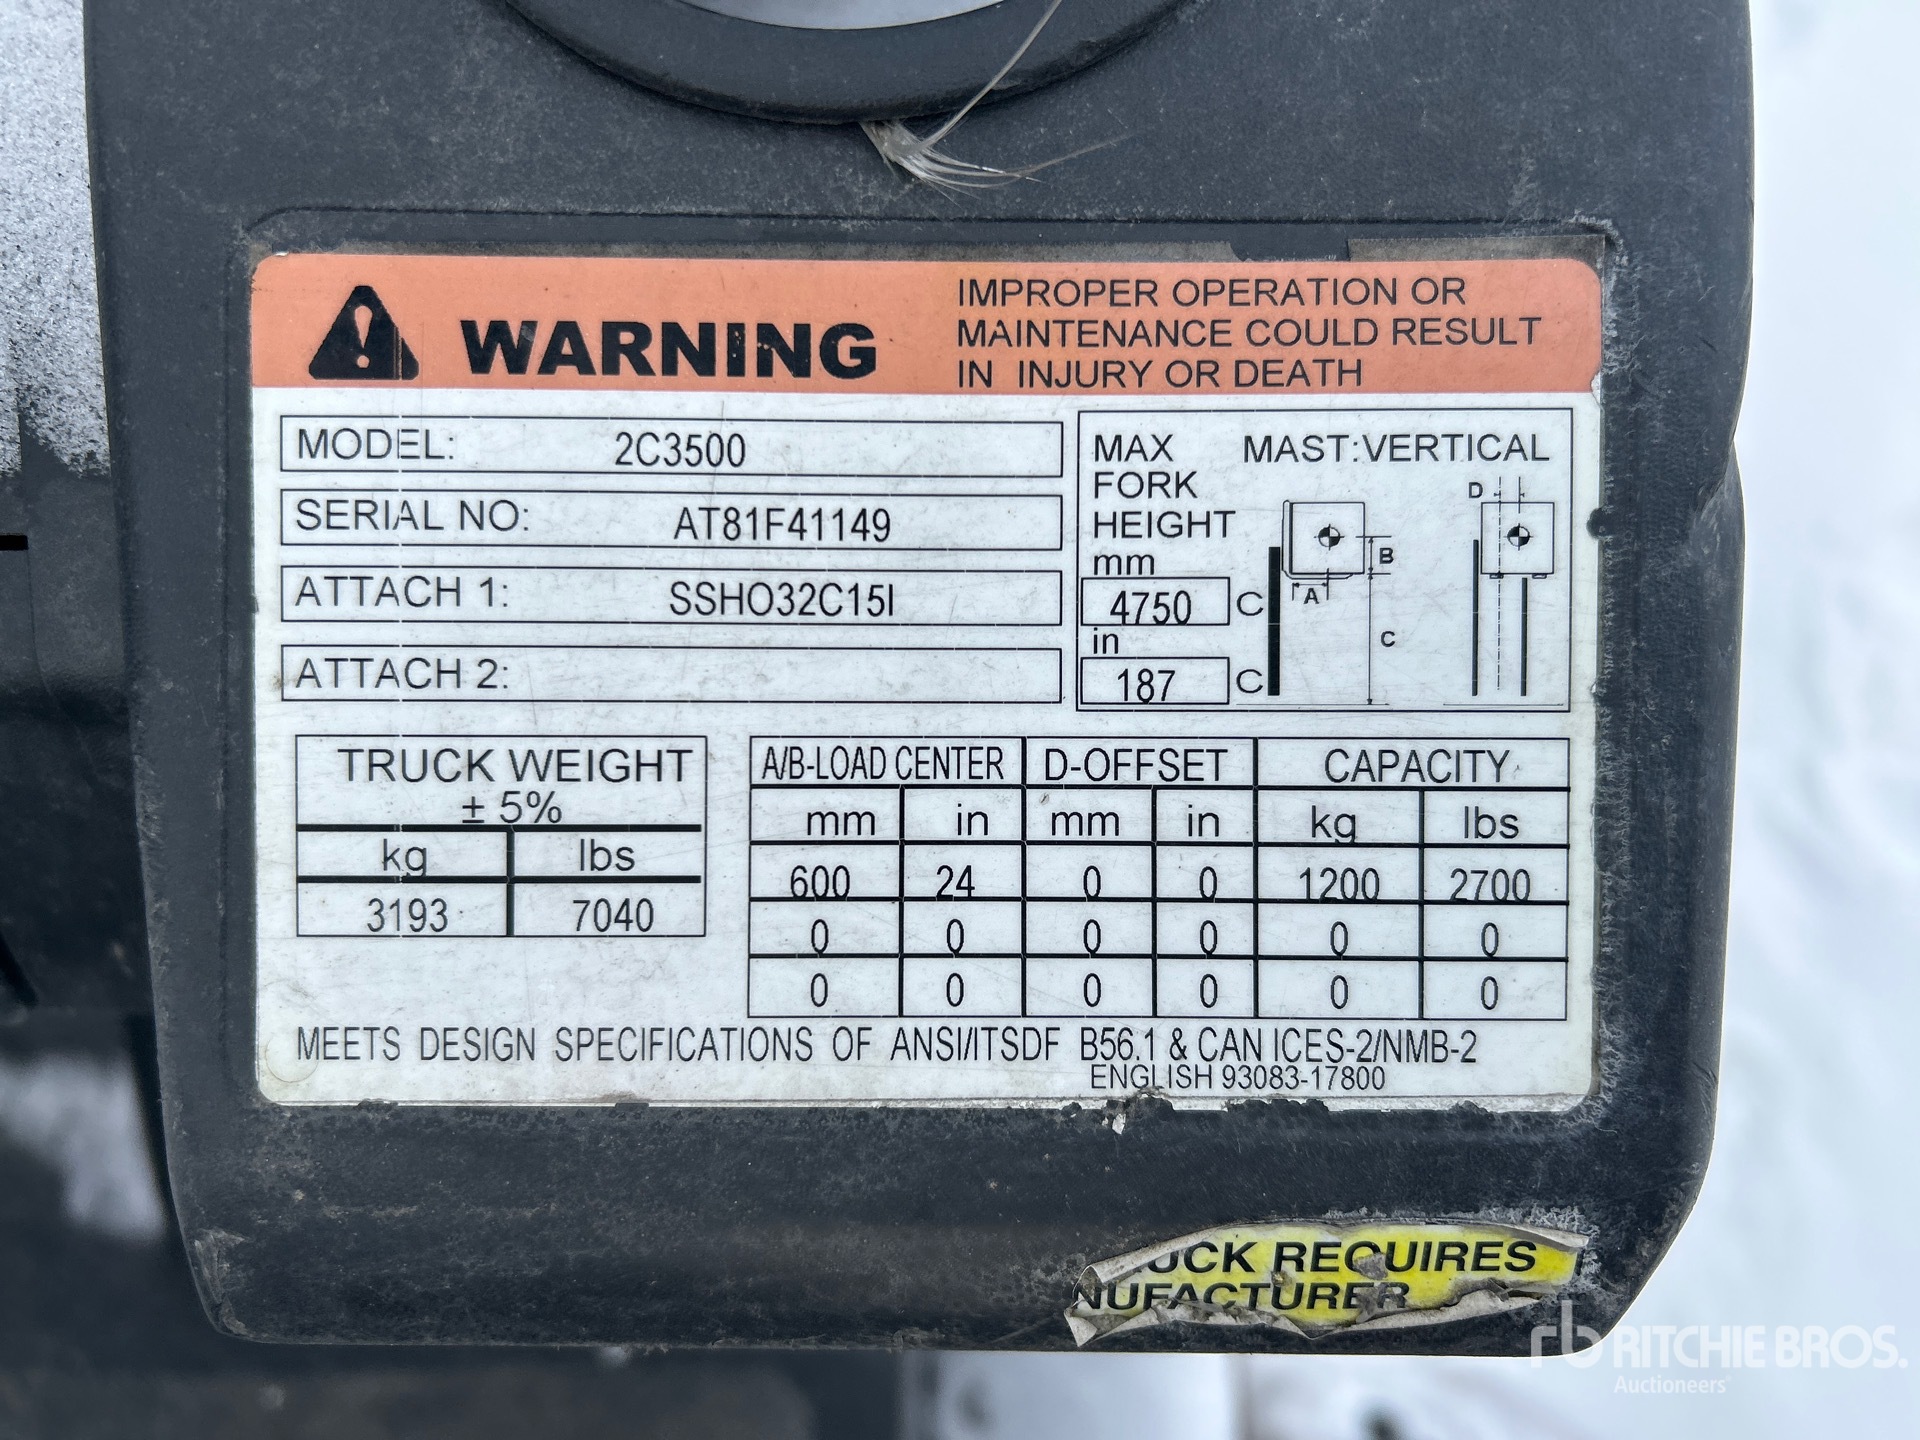 WARNING
IMPROPER OPERATION OR
MAINTENANCE COULD RESULT
IN INJURY OR DEATH
MODEL: 2C3500
SERIAL NO: AT81F41149
ATTACH 1: SSHO32C15I
ATTACH 2:
MAX
FORK
HEIGHT
mm
4750 C
in
187 C
MAST:VERTICAL
D
B
A
C
TRUCK WEIGHT
± 5%
kg lbs
3193 7040
A/B-LOAD CENTER D-OFFSET CAPACITY
mm in mm in kg lbs
600 24 0 0 1200 2700
0 0 0 0 0 0
0 0 0 0 0 0
MEETS DESIGN SPECIFICATIONS OF ANSI/ITSDF B56.1 & CAN ICES-2/NMB-2
ENGLISH 93083-17800
UCK REQUIRES
NUFACTURER
rb RITCHIE BROS.
Auctioneers